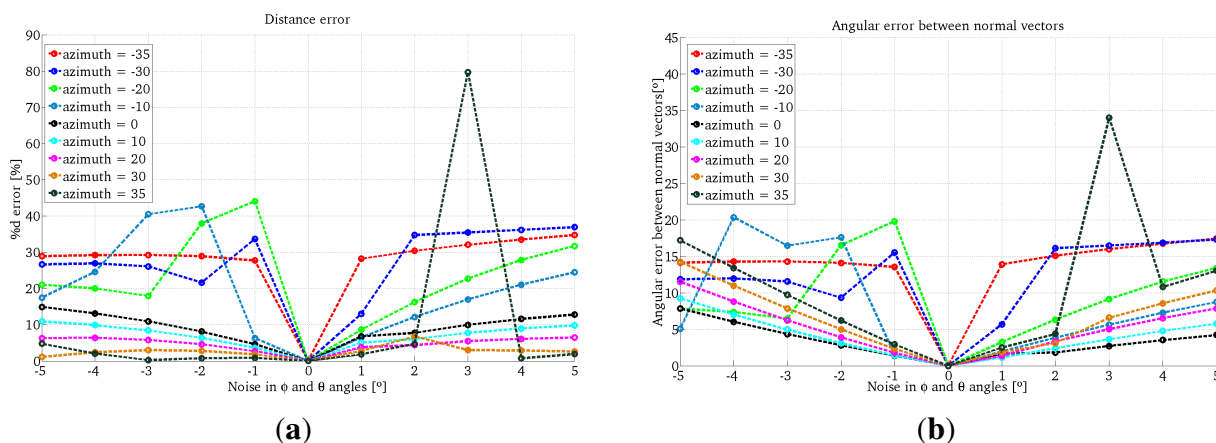 Distance error
90
80
70
60
50
40
30
20
10
0
%d error [%]
azimuth = -35
azimuth = -30
azimuth = -20
azimuth = -10
azimuth = 0
azimuth = 10
azimuth = 20
azimuth = 30
azimuth = 35
-5 -4 -3 -2 -1 0 1 2 3 4 5
Noise in ϕ and θ angles [º]
(a)
Angular error between normal vectors
45
40
35
30
25
20
15
10
5
0
Angular error between normal vectors[º]
azimuth = -35
azimuth = -30
azimuth = -20
azimuth = -10
azimuth = 0
azimuth = 10
azimuth = 20
azimuth = 30
azimuth = 35
-5 -4 -3 -2 -1 0 1 2 3 4 5
Noise in ϕ and θ angles [º]
(b)